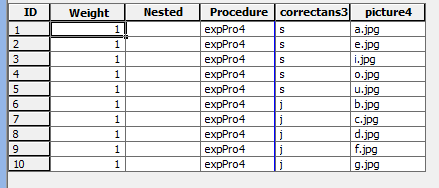 ID Weight Nested Procedure correctans3 picture4
1 1 expPro4 s a.jpg
2 1 expPro4 s e.jpg
3 1 expPro4 s i.jpg
4 1 expPro4 s o.jpg
5 1 expPro4 s u.jpg
6 1 expPro4 j b.jpg
7 1 expPro4 j c.jpg
8 1 expPro4 j d.jpg
9 1 expPro4 j f.jpg
10 1 expPro4 j g.jpg